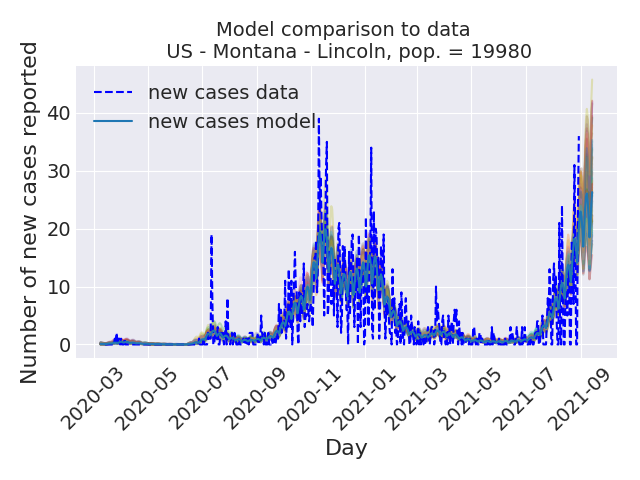 Model comparison to data
US - Montana - Lincoln, pop. = 19980
Number of new cases reported
40
30
20
10
0
new cases data
new cases model
2020-03
2020-05
2020-07
2020-09
2020-11
2021-01
2021-03
2021-05
2021-07
2021-09
Day